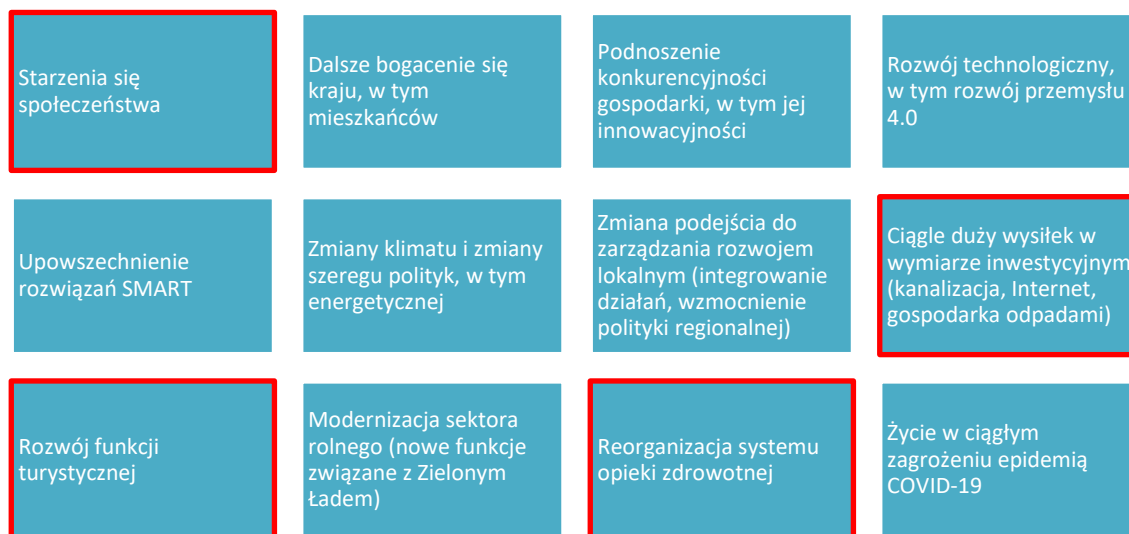 Starzenia się
społeczeństwa
Dalsze bogacenie się
kraju, w tym
mieszkańców
Podnoszenie
konkurencyjności
gospodarki, w tym jej
innowacyjności
Rozwój technologiczny,
w tym rozwój przemysłu
4.0
Upowszechnienie
rozwiązań SMART
Zmiany klimatu i zmiany
szeregu polityk, w tym
energetycznej
Zmiana podejścia do
zarządzania rozwojem
lokalnym (integrowanie
działań, wzmocnienie
polityki regionalnej)
Ciągle duży wysiłek w
wymiarze inwestycyjnym
(kanalizacja, Internet,
gospodarka odpadami)
Rozwój funkcji
turystycznej
Modernizacja sektora
rolnego (nowe funkcje
związane z Zielonym
Ładem)
Reorganizacja systemu
opieki zdrowotnej
Życie w ciągłym
zagrożeniu epidemią
COVID-19